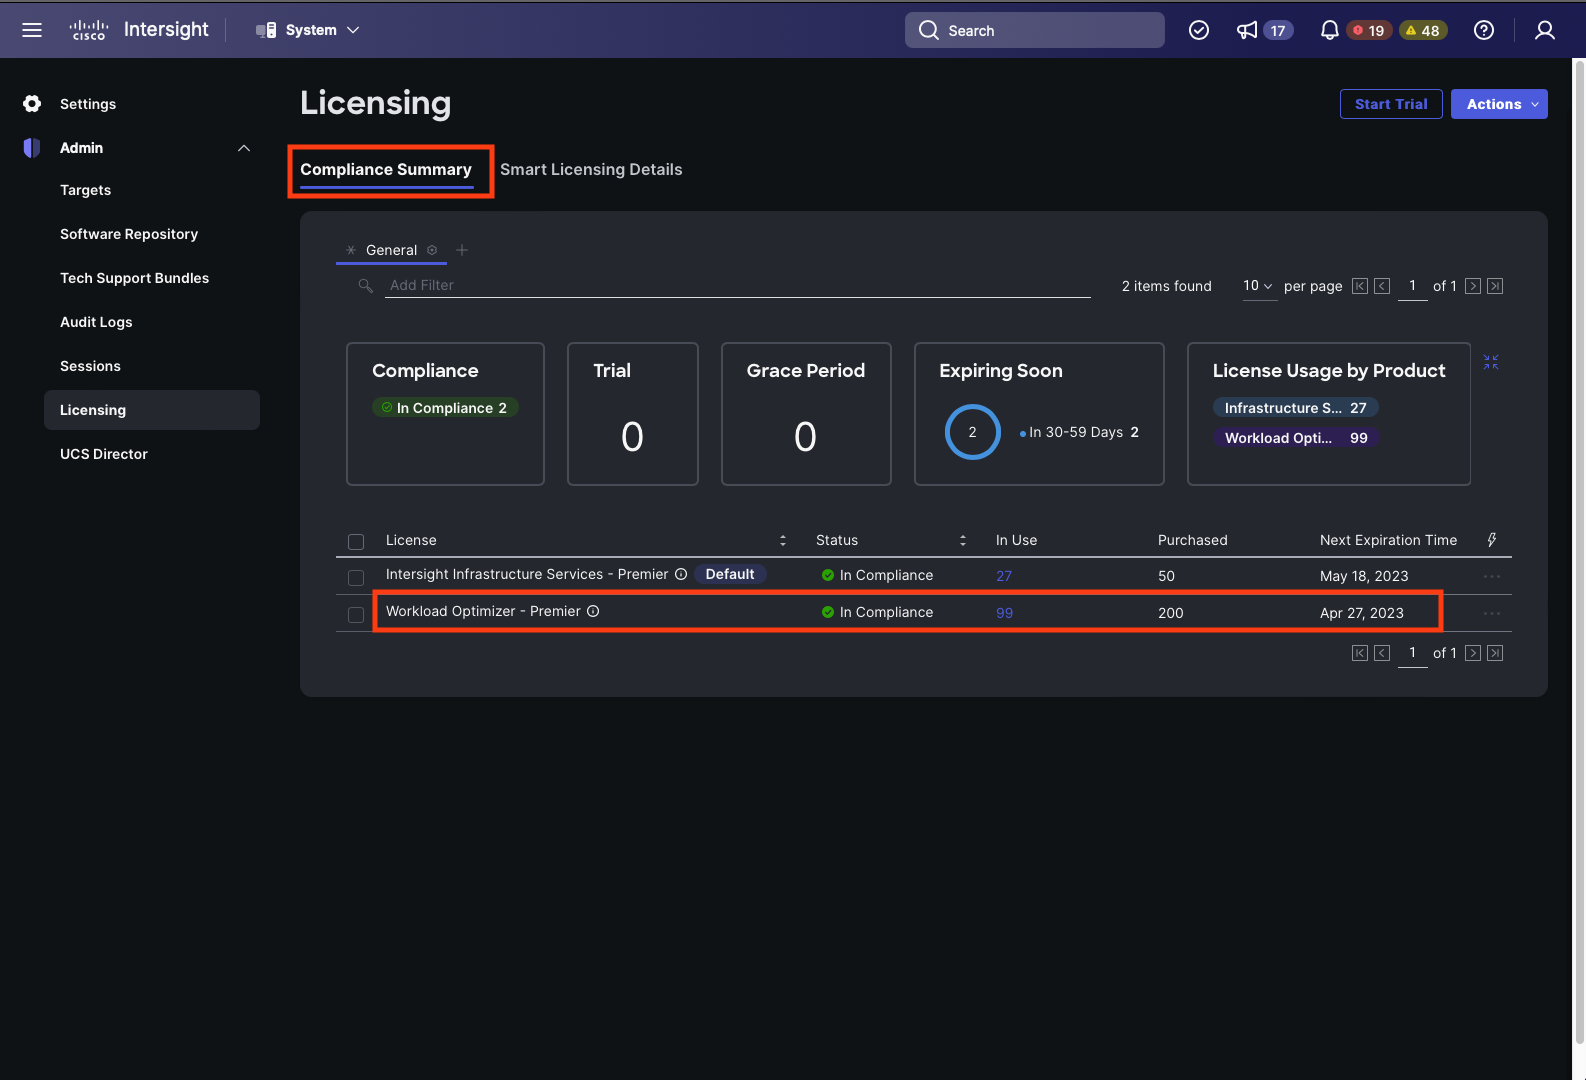 cisco Intersight System Search 17 19 48
Settings
Admin
Targets
Software Repository
Tech Support Bundles
Audit Logs
Sessions
Licensing
UCS Director
Licensing Start Trial Actions
Compliance Summary Smart Licensing Details
General
Add Filter 2 items found 10 per page 1 of 1
Compliance
In Compliance 2
Trial
0
Grace Period
0
Expiring Soon
2 In 30-59 Days 2
License Usage by Product
Infrastructure S... 27
Workload Opti... 99
License Status In Use Purchased Next Expiration Time
Intersight Infrastructure Services - Premier Default In Compliance 27 50 May 18, 2023
Workload Optimizer - Premier In Compliance 99 200 Apr 27, 2023
1 of 1